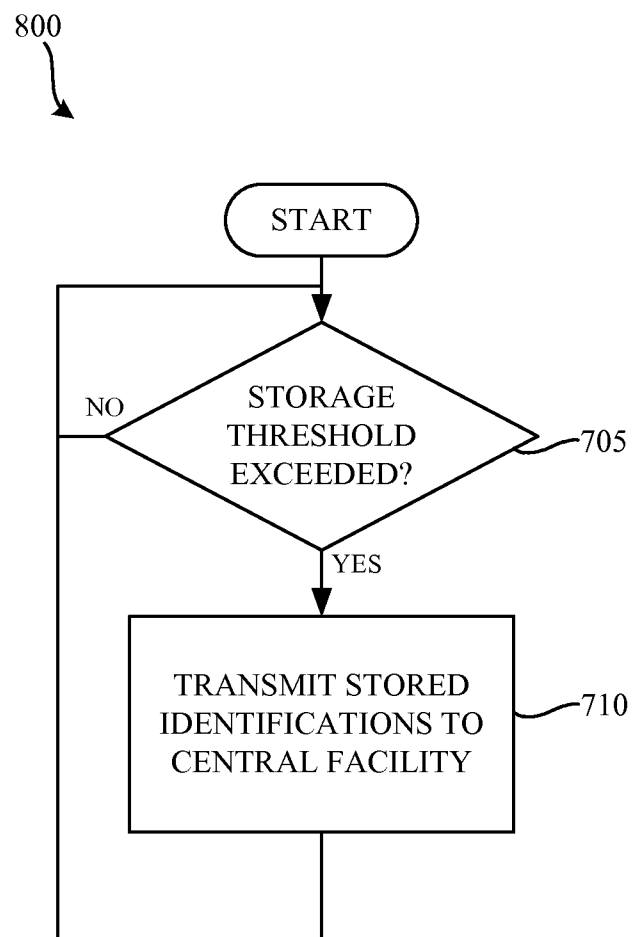 800
START
NO
STORAGE
THRESHOLD
EXCEEDED?
705
YES
TRANSMIT STORED
IDENTIFICATIONS TO
CENTRAL FACILITY
710